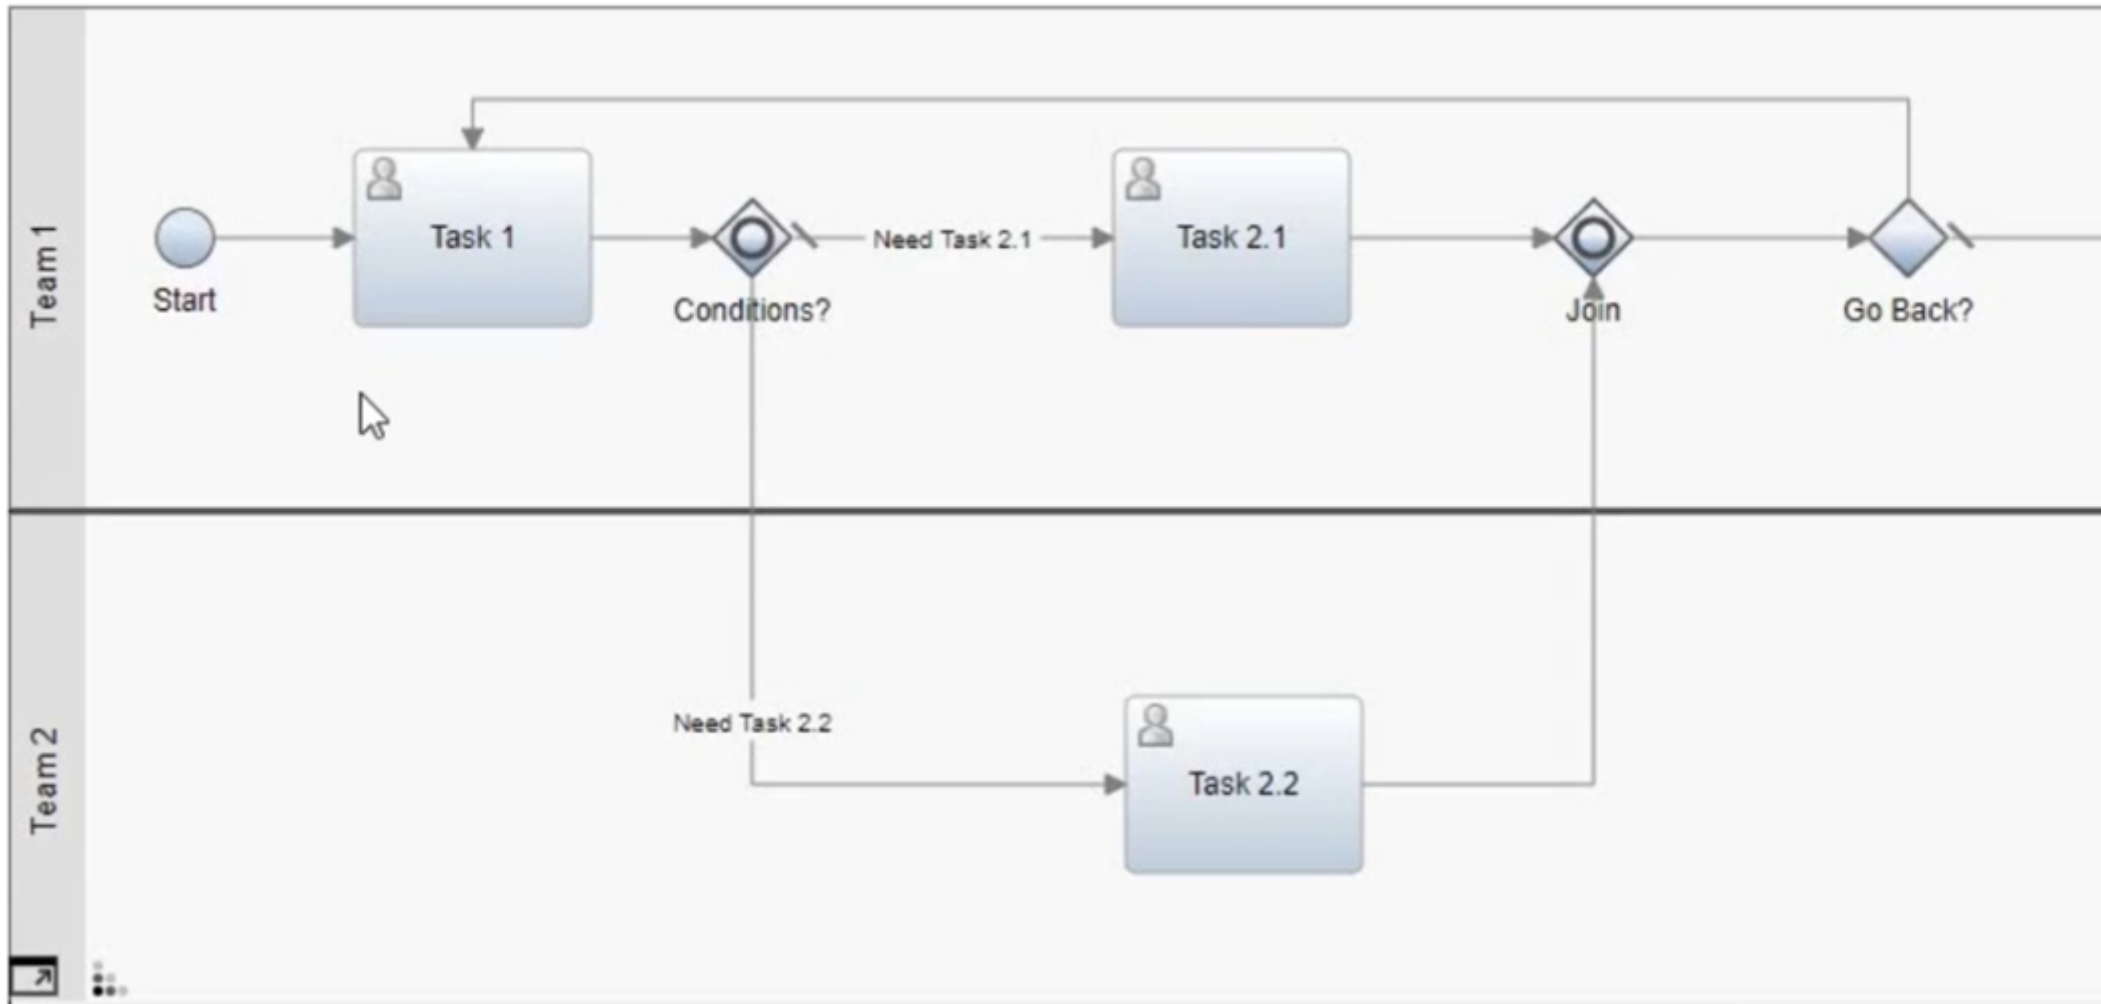 Team 1
Start
Task 1
Conditions?
Need Task 2.1
Task 2.1
Join
Go Back?
Team 2
Need Task 2.2
Task 2.2